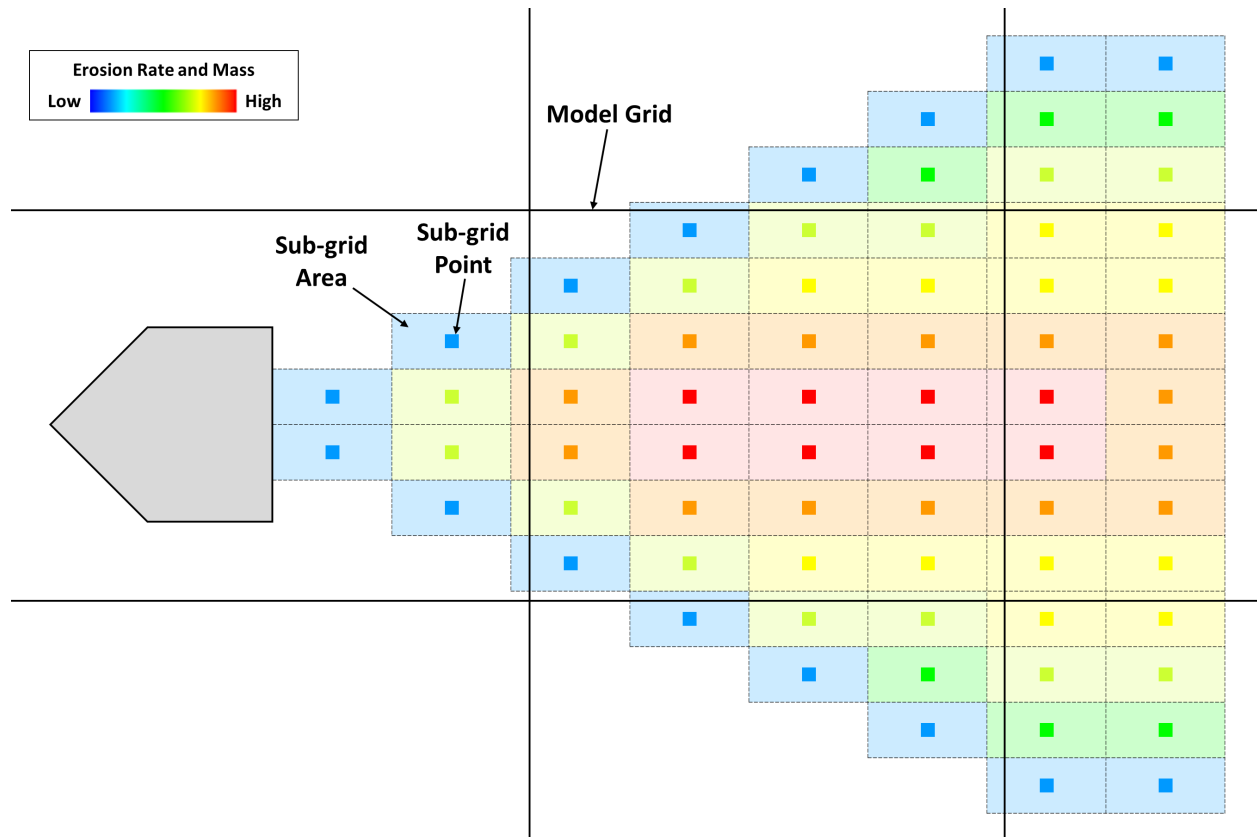 Erosion Rate and Mass
Low High
Model Grid
Sub-grid
Area
Sub-grid
Point